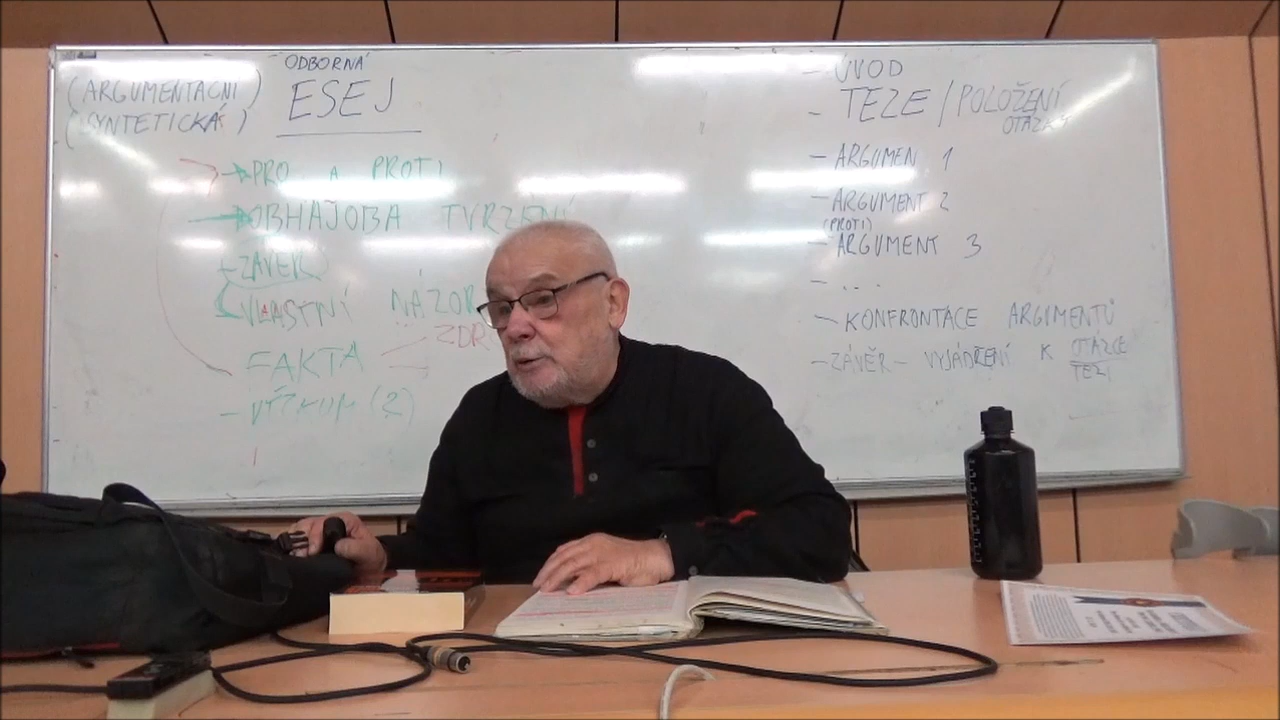 ODBORNÁ
(ARGUMENTAČNÍ) ESEJ
(SYNTETICKÁ)
PRO A PROTI
OBHAJOBA TVRZENÍ
- ZÁVĚR
VLASTNÍ NÁZOR
ZDR
FAKTA
- VÝZKUM (?)
- ÚVOD
- TEZE / POLOŽENÍ
OTÁZKY
- ARGUMEN 1
- ARGUMENT 2
(PROTI)
- ARGUMENT 3
- ...
- KONFRONTACE ARGUMENTŮ
- ZÁVĚR - VYJÁDŘENÍ K OTÁZCE
TEZI